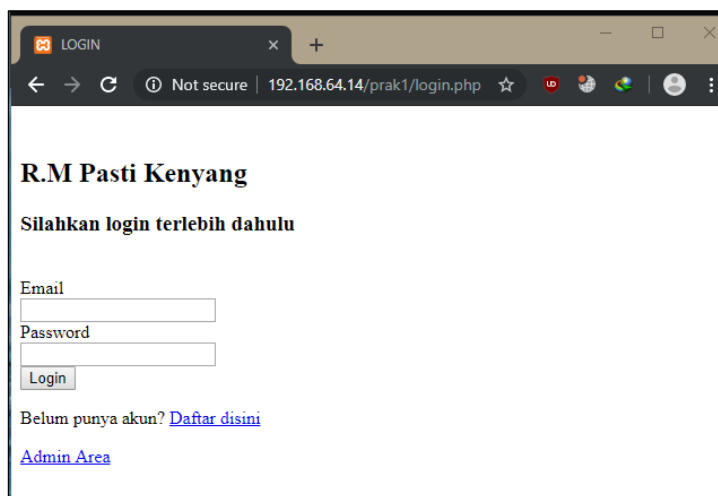 LOGIN
Not secure | 192.168.64.14/prak1/login.php
R.M Pasti Kenyang
Silahkan login terlebih dahulu
Email
Password
Login
Belum punya akun? Daftar disini
Admin Area